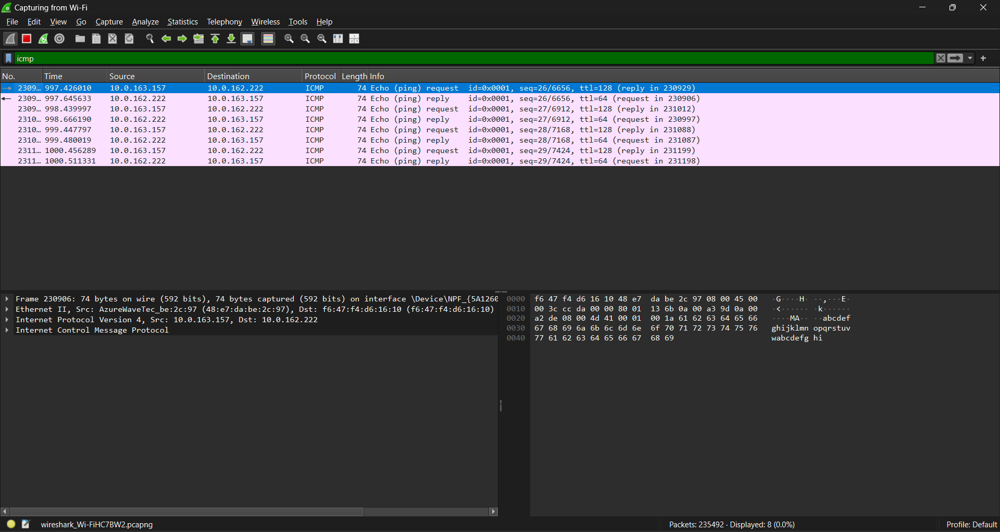 Capturing from Wi-Fi
File Edit View Go Capture Analyze Statistics Telephony Wireless Tools Help
icmp
No. Time Source Destination Protocol Length Info
2309… 997.426010 10.0.163.157 10.0.162.222 ICMP 74 Echo (ping) request id=0x0001, seq=26/6656, ttl=128 (reply in 230929)
2309… 997.645633 10.0.162.222 10.0.163.157 ICMP 74 Echo (ping) reply id=0x0001, seq=26/6656, ttl=64 (request in 230906)
2309… 998.439997 10.0.163.157 10.0.162.222 ICMP 74 Echo (ping) request id=0x0001, seq=27/6912, ttl=128 (reply in 231012)
2310… 998.666190 10.0.162.222 10.0.163.157 ICMP 74 Echo (ping) reply id=0x0001, seq=27/6912, ttl=64 (request in 230997)
2310… 999.447797 10.0.163.157 10.0.162.222 ICMP 74 Echo (ping) request id=0x0001, seq=28/7168, ttl=128 (reply in 231088)
2310… 999.480019 10.0.162.222 10.0.163.157 ICMP 74 Echo (ping) reply id=0x0001, seq=28/7168, ttl=64 (request in 231087)
2311… 1000.456289 10.0.163.157 10.0.162.222 ICMP 74 Echo (ping) request id=0x0001, seq=29/7424, ttl=128 (reply in 231199)
2311… 1000.511331 10.0.162.222 10.0.163.157 ICMP 74 Echo (ping) reply id=0x0001, seq=29/7424, ttl=64 (request in 231198)
Frame 230906: 74 bytes on wire (592 bits), 74 bytes captured (592 bits) on interface \Device\NPF_{5A1260
Ethernet II, Src: AzureWaveTec_be:2c:97 (48:e7:da:be:2c:97), Dst: f6:47:f4:d6:16:10 (f6:47:f4:d6:16:10)
Internet Protocol Version 4, Src: 10.0.163.157, Dst: 10.0.162.222
Internet Control Message Protocol
0000 f6 47 f4 d6 16 10 48 e7 da be 2c 97 08 00 45 00 ·G····H· ··,···E·
0010 00 3c cc da 00 00 80 01 13 6b 0a 00 a3 9d 0a 00 ·<······ ·k······
0020 a2 de 08 00 4d 41 00 01 00 1a 61 62 63 64 65 66 ····MA·· ··abcdef
0030 67 68 69 6a 6b 6c 6d 6e 6f 70 71 72 73 74 75 76 ghijklmn opqrstuv
0040 77 61 62 63 64 65 66 67 68 69 wabcdefg hi
wireshark_Wi-FiHC7BW2.pcapng Packets: 235492 · Displayed: 8 (0.0%) Profile: Default